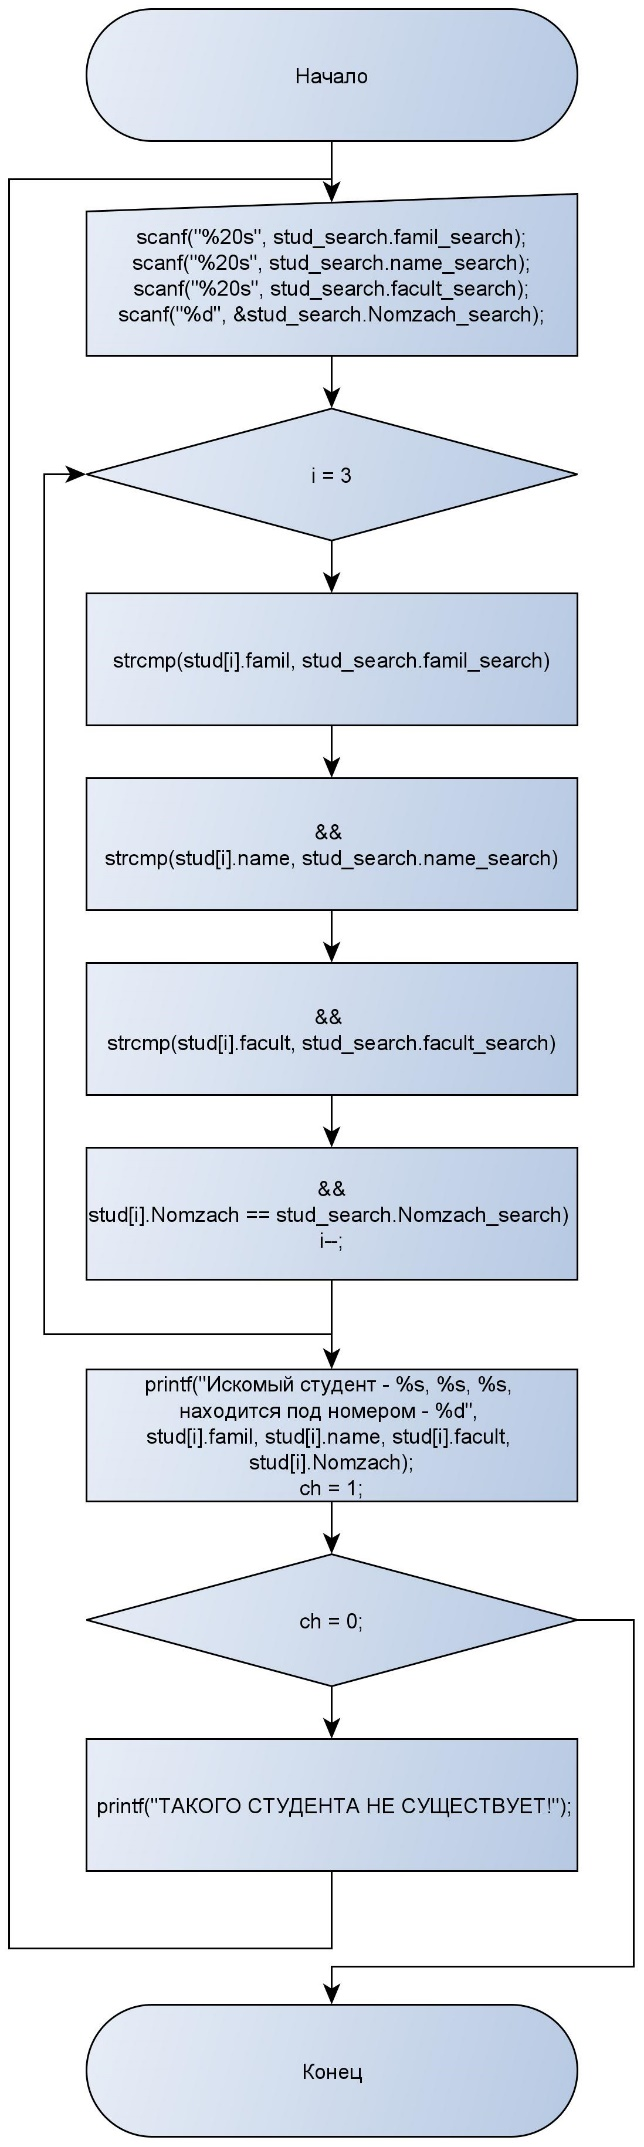 Начало
scanf("%20s", stud_search.famil_search);
scanf("%20s", stud_search.name_search);
scanf("%20s", stud_search.facult_search);
scanf("%d", &stud_search.Nomzach_search);
i = 3
strcmp(stud[i].famil, stud_search.famil_search)
&&
strcmp(stud[i].name, stud_search.name_search)
&&
strcmp(stud[i].facult, stud_search.facult_search)
&&
stud[i].Nomzach == stud_search.Nomzach_search)
i--;
printf("Искомый студент - %s, %s, %s,
находится под номером - %d",
stud[i].famil, stud[i].name, stud[i].facult,
stud[i].Nomzach);
ch = 1;
ch = 0;
printf("ТАКОГО СТУДЕНТА НЕ СУЩЕСТВУЕТ!");
Конец